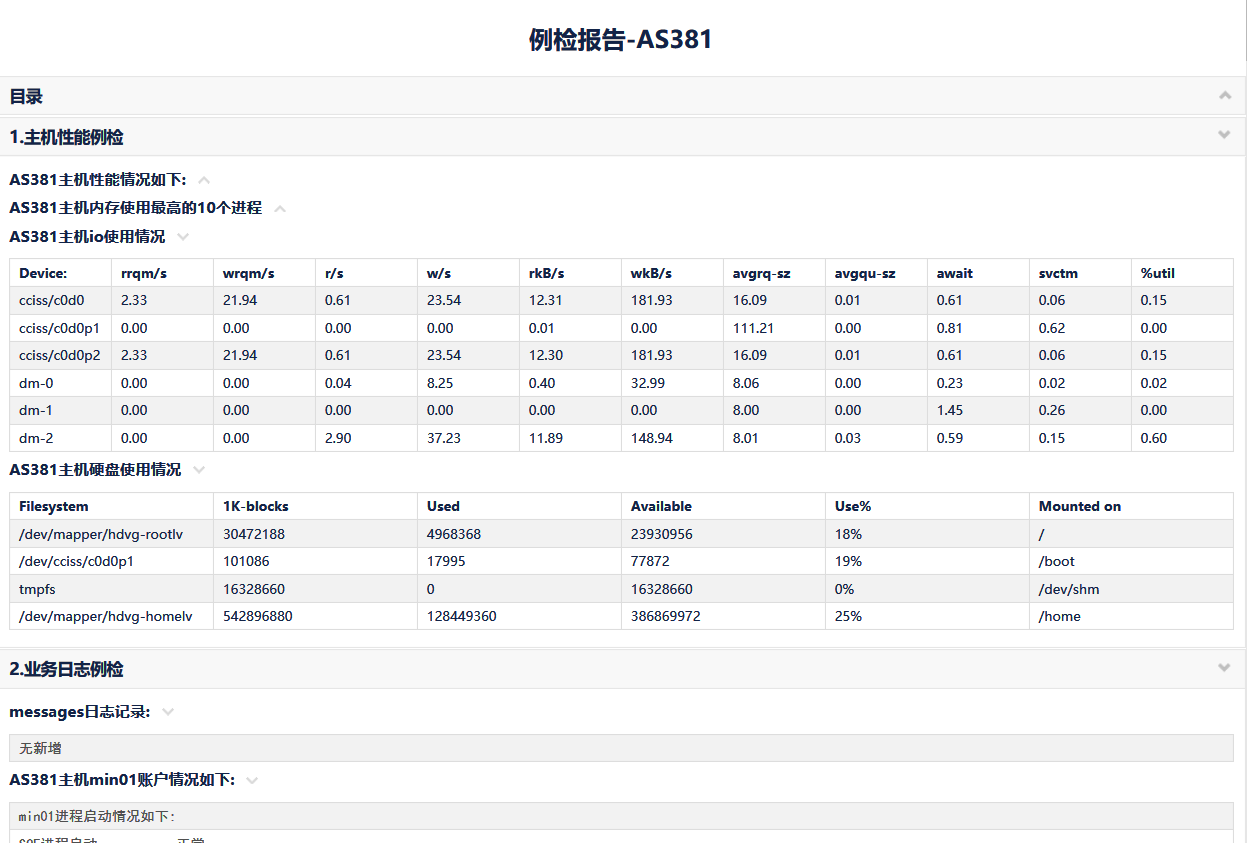 例检报告-AS381
目录
1.主机性能例检
AS381主机性能情况如下:
AS381主机内存使用最高的10个进程
AS381主机io使用情况
Device: rrqm/s wrqm/s r/s w/s rkB/s wkB/s avgrq-sz avgqu-sz await svctm %util
cciss/c0d0 2.33 21.94 0.61 23.54 12.31 181.93 16.09 0.01 0.61 0.06 0.15
cciss/c0d0p1 0.00 0.00 0.00 0.00 0.01 0.00 111.21 0.00 0.81 0.62 0.00
cciss/c0d0p2 2.33 21.94 0.61 23.54 12.30 181.93 16.09 0.01 0.61 0.06 0.15
dm-0 0.00 0.00 0.04 8.25 0.40 32.99 8.06 0.00 0.23 0.02 0.02
dm-1 0.00 0.00 0.00 0.00 0.00 0.00 8.00 0.00 1.45 0.26 0.00
dm-2 0.00 0.00 2.90 37.23 11.89 148.94 8.01 0.03 0.59 0.15 0.60
AS381主机硬盘使用情况
Filesystem 1K-blocks Used Available Use% Mounted on
/dev/mapper/hdvg-rootlv 30472188 4968368 23930956 18% /
/dev/cciss/c0d0p1 101086 17995 77872 19% /boot
tmpfs 16328660 0 16328660 0% /dev/shm
/dev/mapper/hdvg-homelv 542896880 128449360 386869972 25% /home
2.业务日志例检
messages日志记录:
无新增
AS381主机min01账户情况如下:
min01进程启动情况如下: